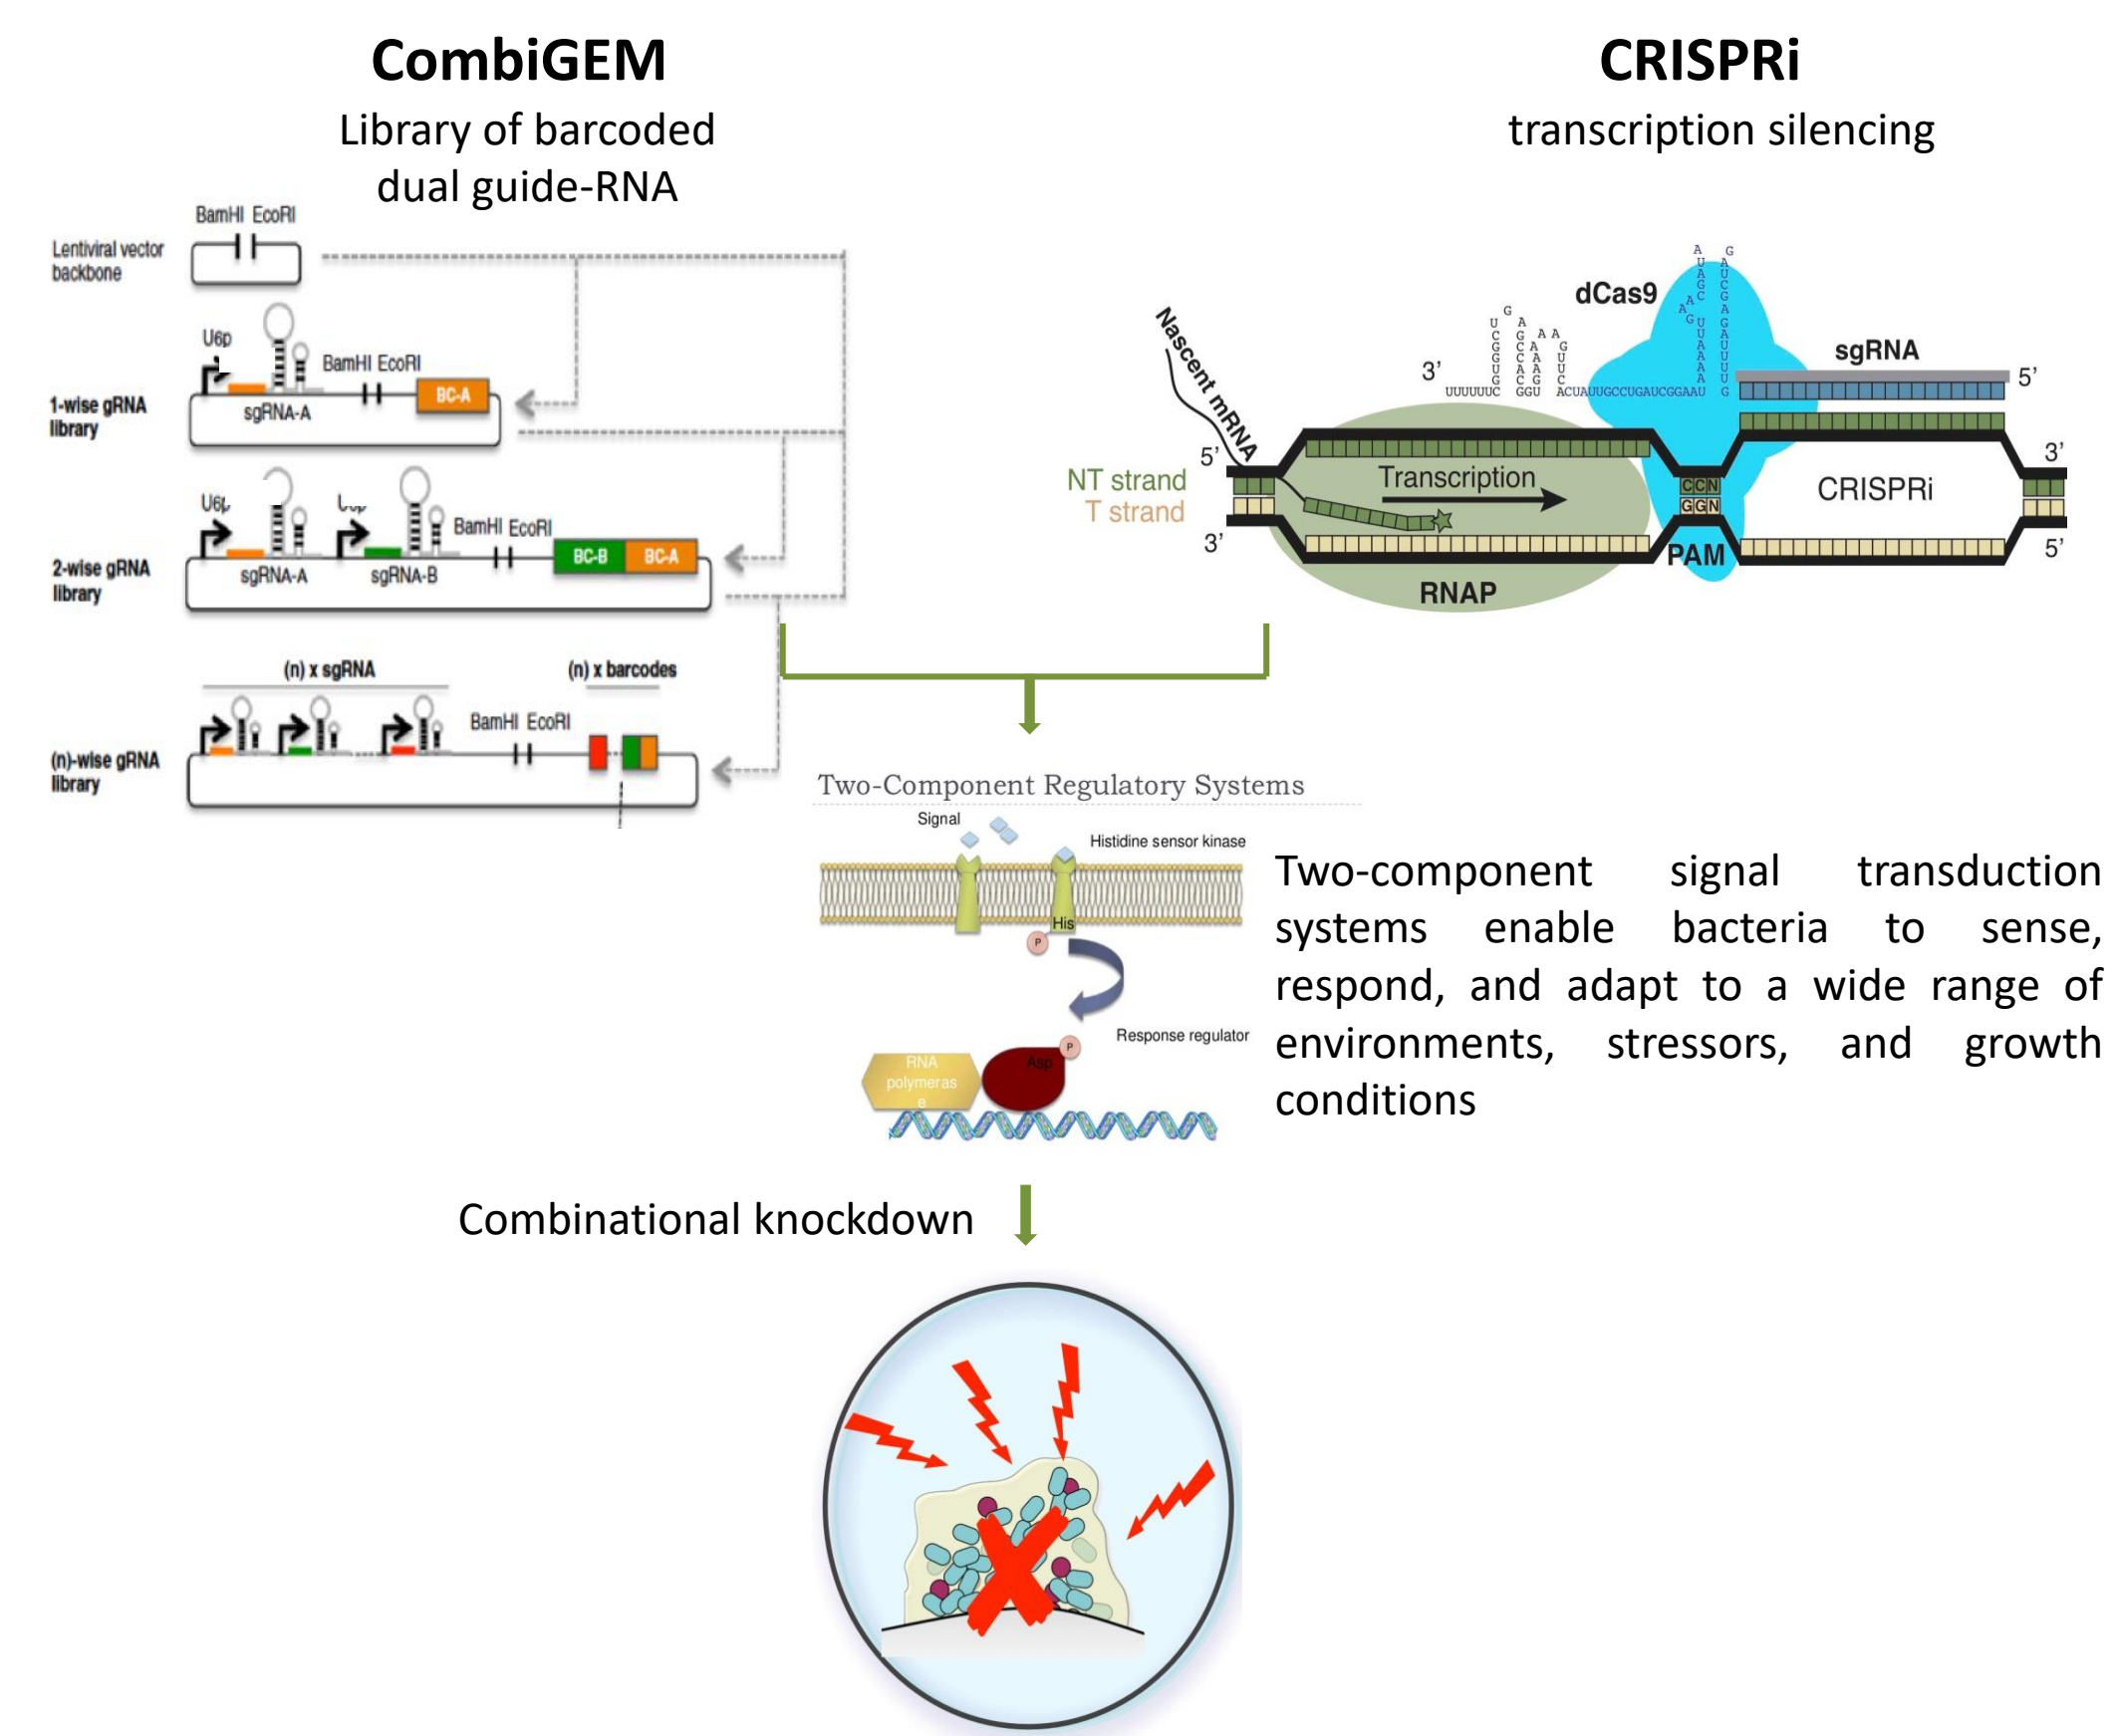 CombiGEM
Library of barcoded
dual guide-RNA
BamHI EcoRI
Lentiviral vector
backbone
U6p
BamHI EcoRI
BC-A
sgRNA-A
1-wise gRNA
library
U6p
BamHI EcoRI
BC-B BC-A
sgRNA-A sgRNA-B
2-wise gRNA
library
(n) x sgRNA (n) x barcodes
BamHI EcoRI
(n)-wise gRNA
library
CRISPRi
transcription silencing
dCas9
sgRNA
3’
5’
UUUUUUC GGU ACUAUUGCCUGAUCGGAAU G
Nascent mRNA
5’
3’
NT strand
T strand
Transcription
CCN
GGN
CRISPRi
3’
5’
PAM
RNAP
Two-Component Regulatory Systems
Signal
Histidine sensor kinase
His
P
Response regulator
P
Asp
RNA
polymeras
e
Two-component signal transduction
systems enable bacteria to sense,
respond, and adapt to a wide range of
environments, stressors, and growth
conditions
Combinational knockdown